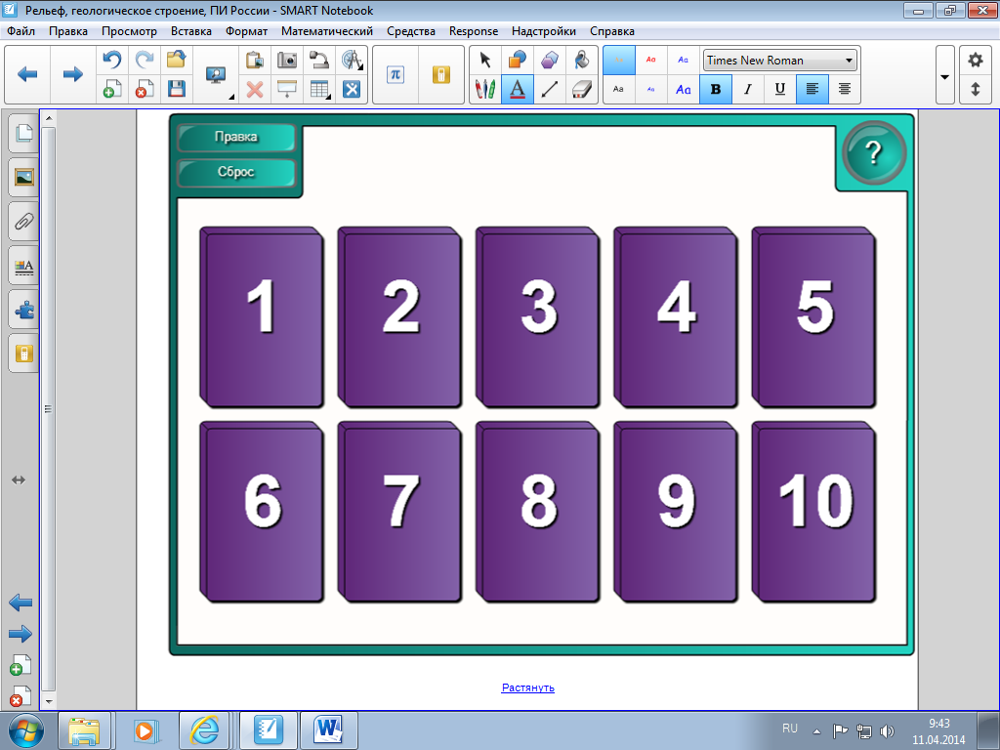 Рельеф, геологическое строение, ПИ России - SMART Notebook
Файл Правка Просмотр Вставка Формат Математический Средства Response Надстройки Справка
π Aa Aa Times New Roman
A Aa Aa Aa B I U
Правка
Сброс
?
1 2 3 4 5
6 7 8 9 10
Растянуть
RU 9:43
11.04.2014